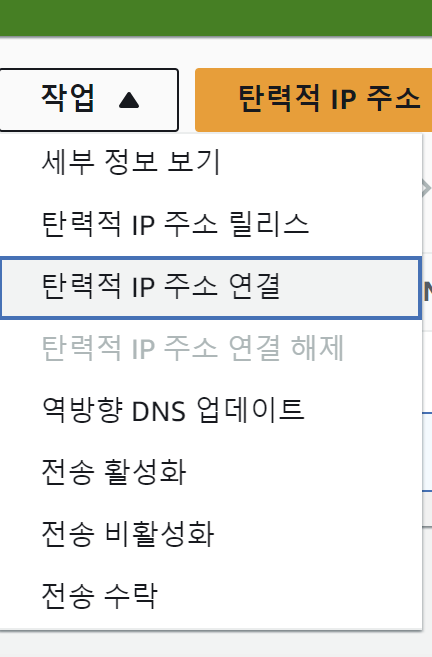 작업
탄력적 IP 주소
세부 정보 보기
탄력적 IP 주소 릴리스
탄력적 IP 주소 연결
탄력적 IP 주소 연결 해제
역방향 DNS 업데이트
전송 활성화
전송 비활성화
전송 수락